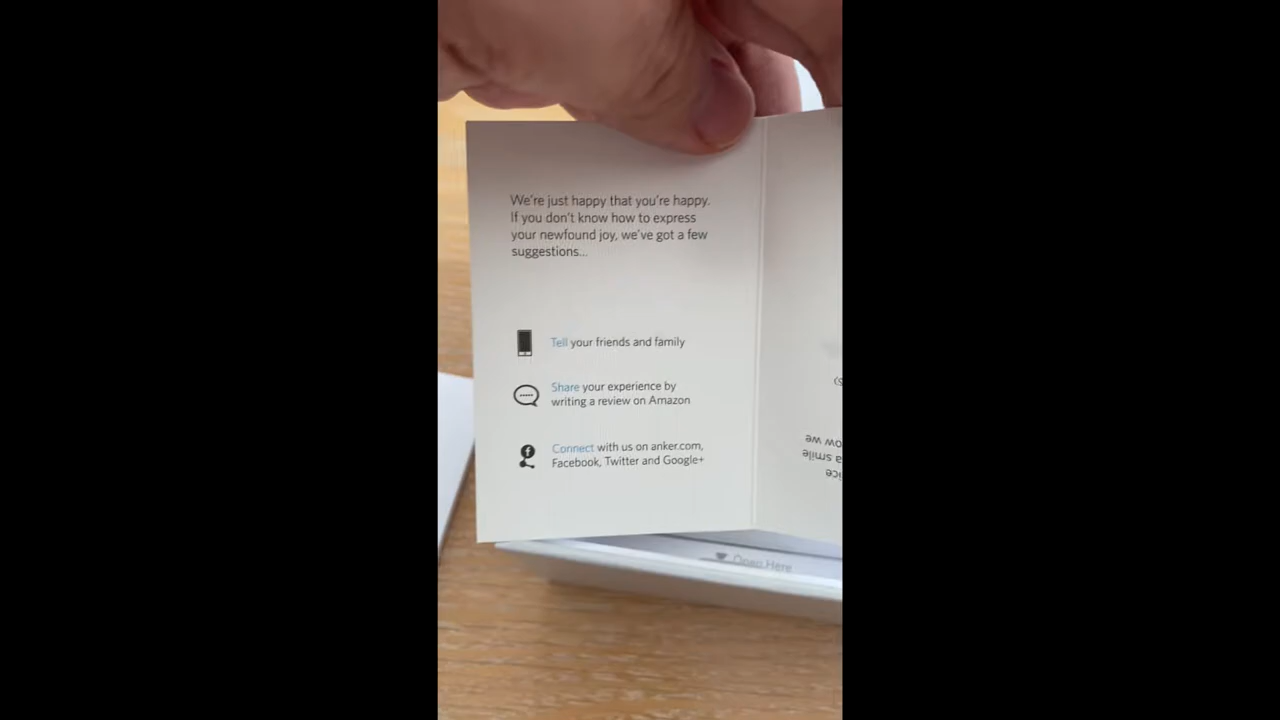 We're just happy that you're happy.
If you don't know how to express
your newfound joy, we've got a few
suggestions...
Tell your friends and family
Share your experience by
writing a review on Amazon
Connect with us on anker.com,
Facebook, Twitter and Google+
a smile
we
Open Here